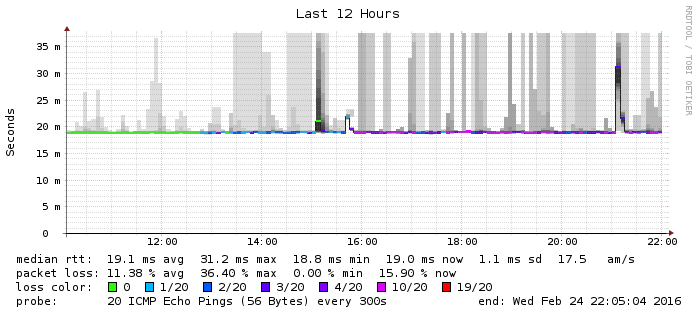 Last 12 Hours
RRDTOOL / TOBI OETIKER
Seconds
35 m
30 m
25 m
20 m
15 m
10 m
5 m
0
12:00 14:00 16:00 18:00 20:00 22:00
median rtt: 19.1 ms avg 31.2 ms max 18.8 ms min 19.0 ms now 1.1 ms sd 17.5 am/s
packet loss: 11.38 % avg 36.40 % max 0.00 % min 15.90 % now
loss color: 0 1/20 2/20 3/20 4/20 10/20 19/20
probe: 20 ICMP Echo Pings (56 Bytes) every 300s end: Wed Feb 24 22:05:04 2016